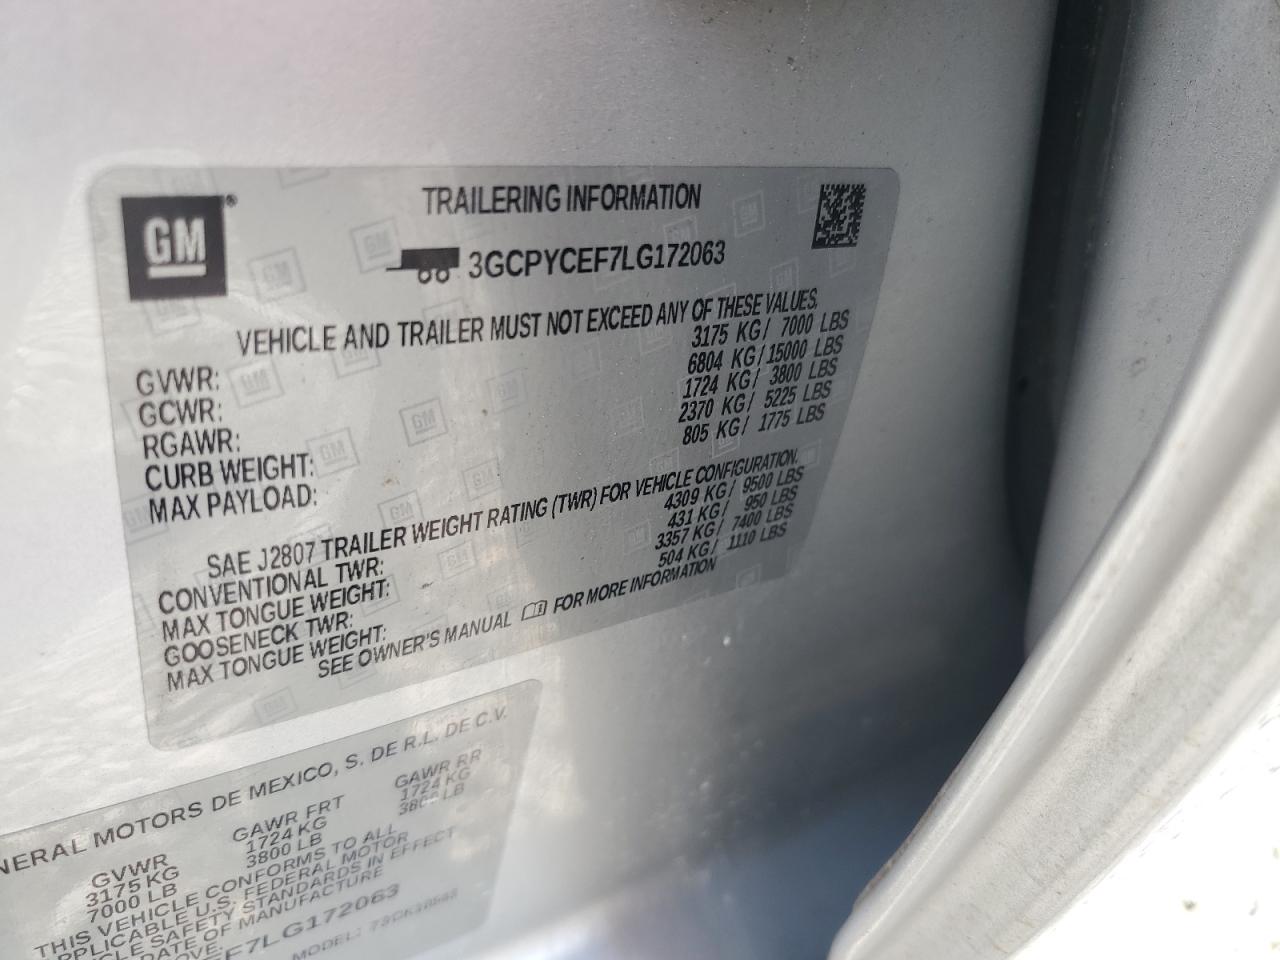 GM®
TRAILERING INFORMATION
3GCPYCEF7LG172063
VEHICLE AND TRAILER MUST NOT EXCEED ANY OF THESE VALUES.
GVWR: 3175 KG/ 7000 LBS
GCWR: 6804 KG/15000 LBS
RGAWR: 1724 KG/ 3800 LBS
CURB WEIGHT: 2370 KG/ 5225 LBS
MAX PAYLOAD: 805 KG/ 1775 LBS
SAE J2807 TRAILER WEIGHT RATING (TWR) FOR VEHICLE CONFIGURATION.
CONVENTIONAL TWR: 4309 KG/ 9500 LBS
MAX TONGUE WEIGHT: 431 KG/ 950 LBS
GOOSENECK TWR: 3357 KG/ 7400 LBS
MAX TONGUE WEIGHT: 504 KG/ 1110 LBS
SEE OWNER'S MANUAL FOR MORE INFORMATION
NERAL MOTORS DE MEXICO, S. DE R.L. DE C.V.
GVWR GAWR FRT GAWR RR
3175 KG 1724 KG 1724 KG
7000 LB 3800 LB 3800 LB
THIS VEHICLE CONFORMS TO ALL
APPLICABLE U.S. FEDERAL MOTOR
VEHICLE SAFETY STANDARDS IN EFFECT
DATE OF MANUFACTURE
OVE.
EF7LG172063
MODEL: